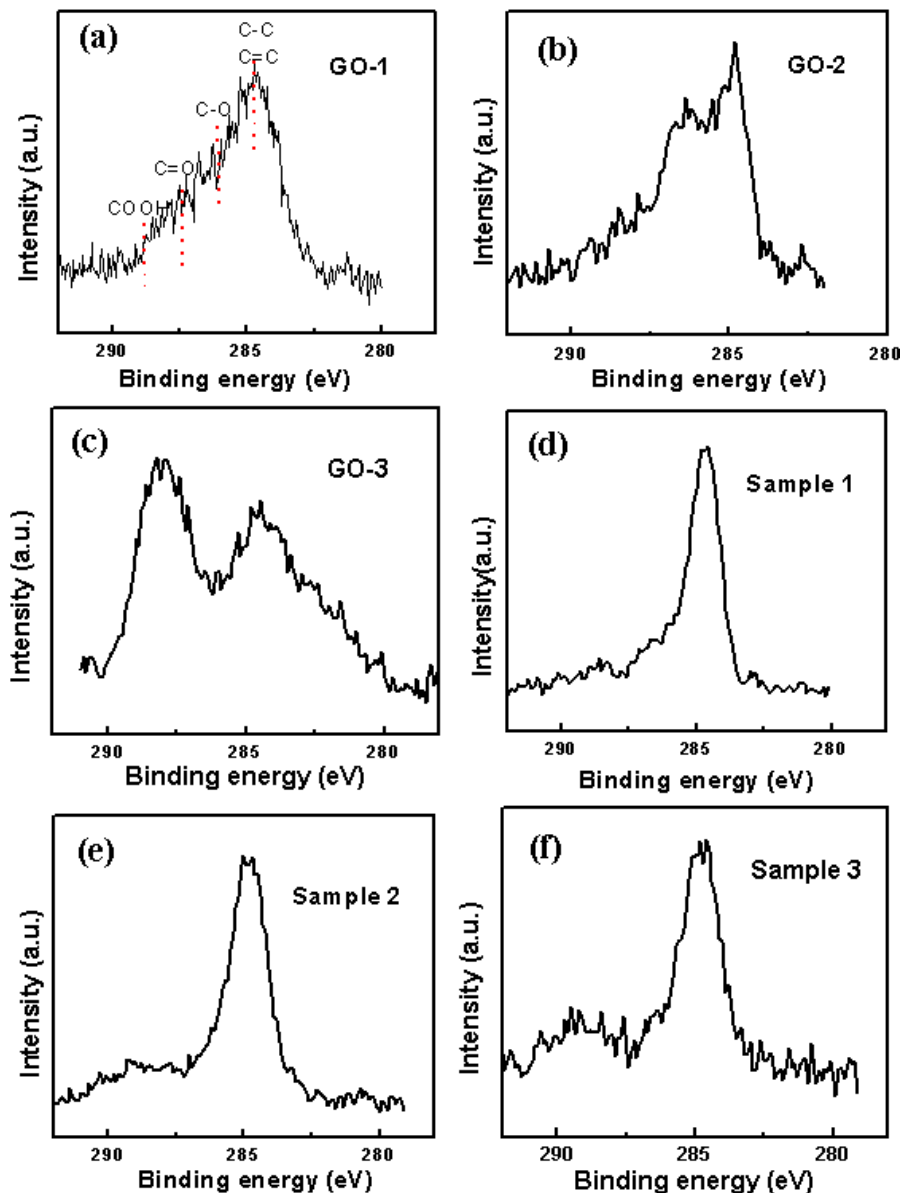 (a)
C-C
C=C
GO-1
C-O
C=O
CO OH
Intensity (a.u.)
290
285
280
Binding energy (eV)
(b)
GO-2
Intensity (a.u.)
290
285
280
Binding energy (eV)
(c)
GO-3
Intensity (a.u.)
290
285
280
Binding energy (eV)
(d)
Sample 1
Intensity(a.u.)
290
285
280
Binding energy (eV)
(e)
Sample 2
Intensity (a.u.)
290
285
280
Binding energy (eV)
(f)
Sample 3
Intensity (a.u.)
290
285
280
Binding energy (eV)